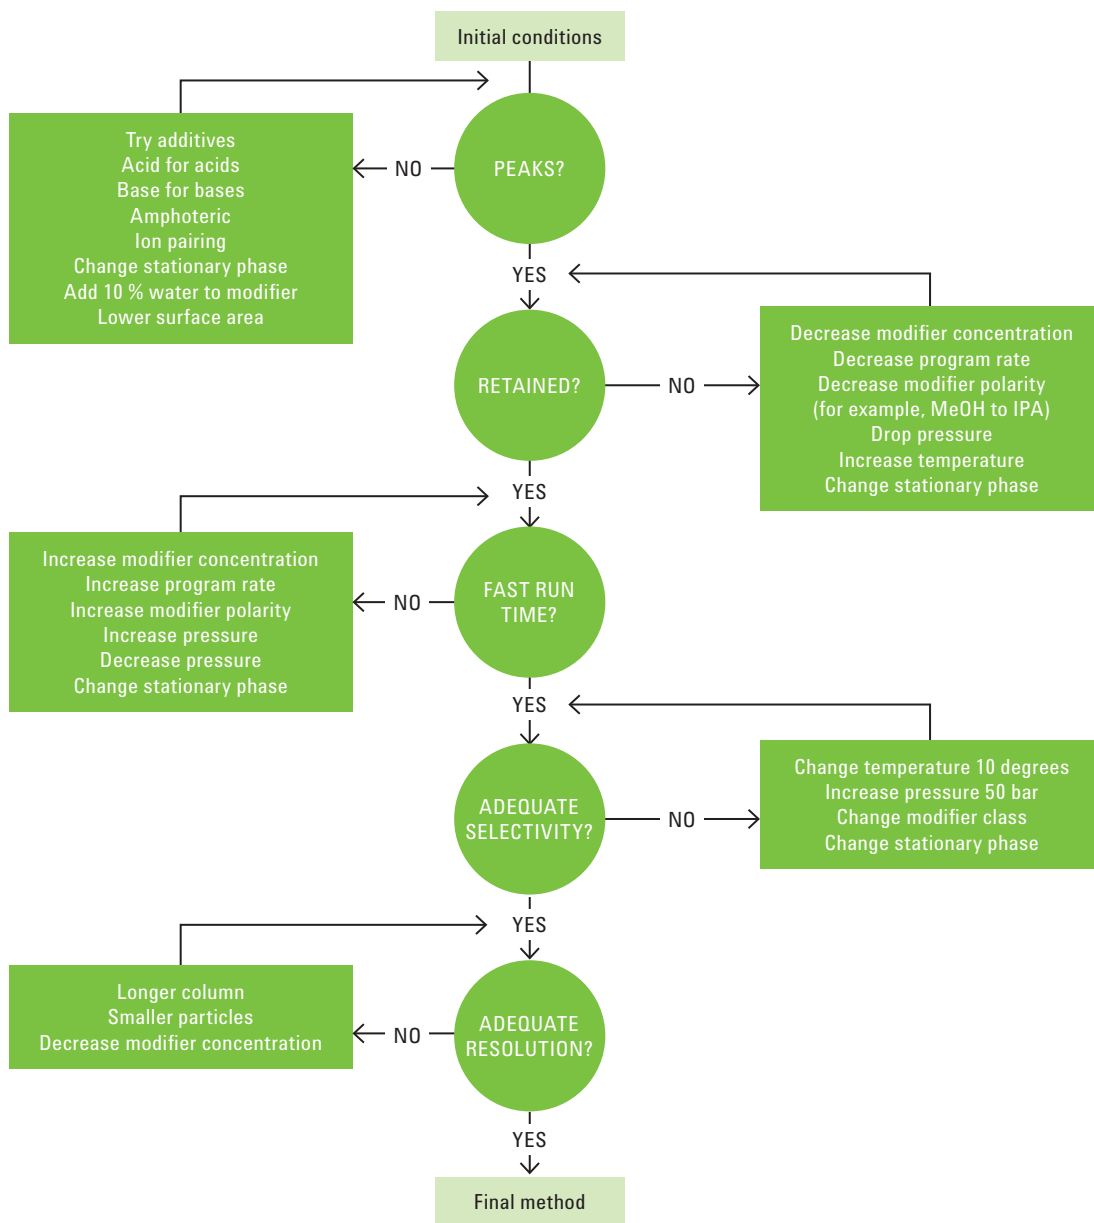 Initial conditions
PEAKS?
NO
Try additives
Acid for acids
Base for bases
Amphoteric
Ion pairing
Change stationary phase
Add 10 % water to modifier
Lower surface area
YES
RETAINED?
NO
Decrease modifier concentration
Decrease program rate
Decrease modifier polarity
(for example, MeOH to IPA)
Drop pressure
Increase temperature
Change stationary phase
YES
FAST RUN
TIME?
NO
Increase modifier concentration
Increase program rate
Increase modifier polarity
Increase pressure
Decrease pressure
Change stationary phase
YES
ADEQUATE
SELECTIVITY?
NO
Change temperature 10 degrees
Increase pressure 50 bar
Change modifier class
Change stationary phase
YES
ADEQUATE
RESOLUTION?
NO
Longer column
Smaller particles
Decrease modifier concentration
YES
Final method